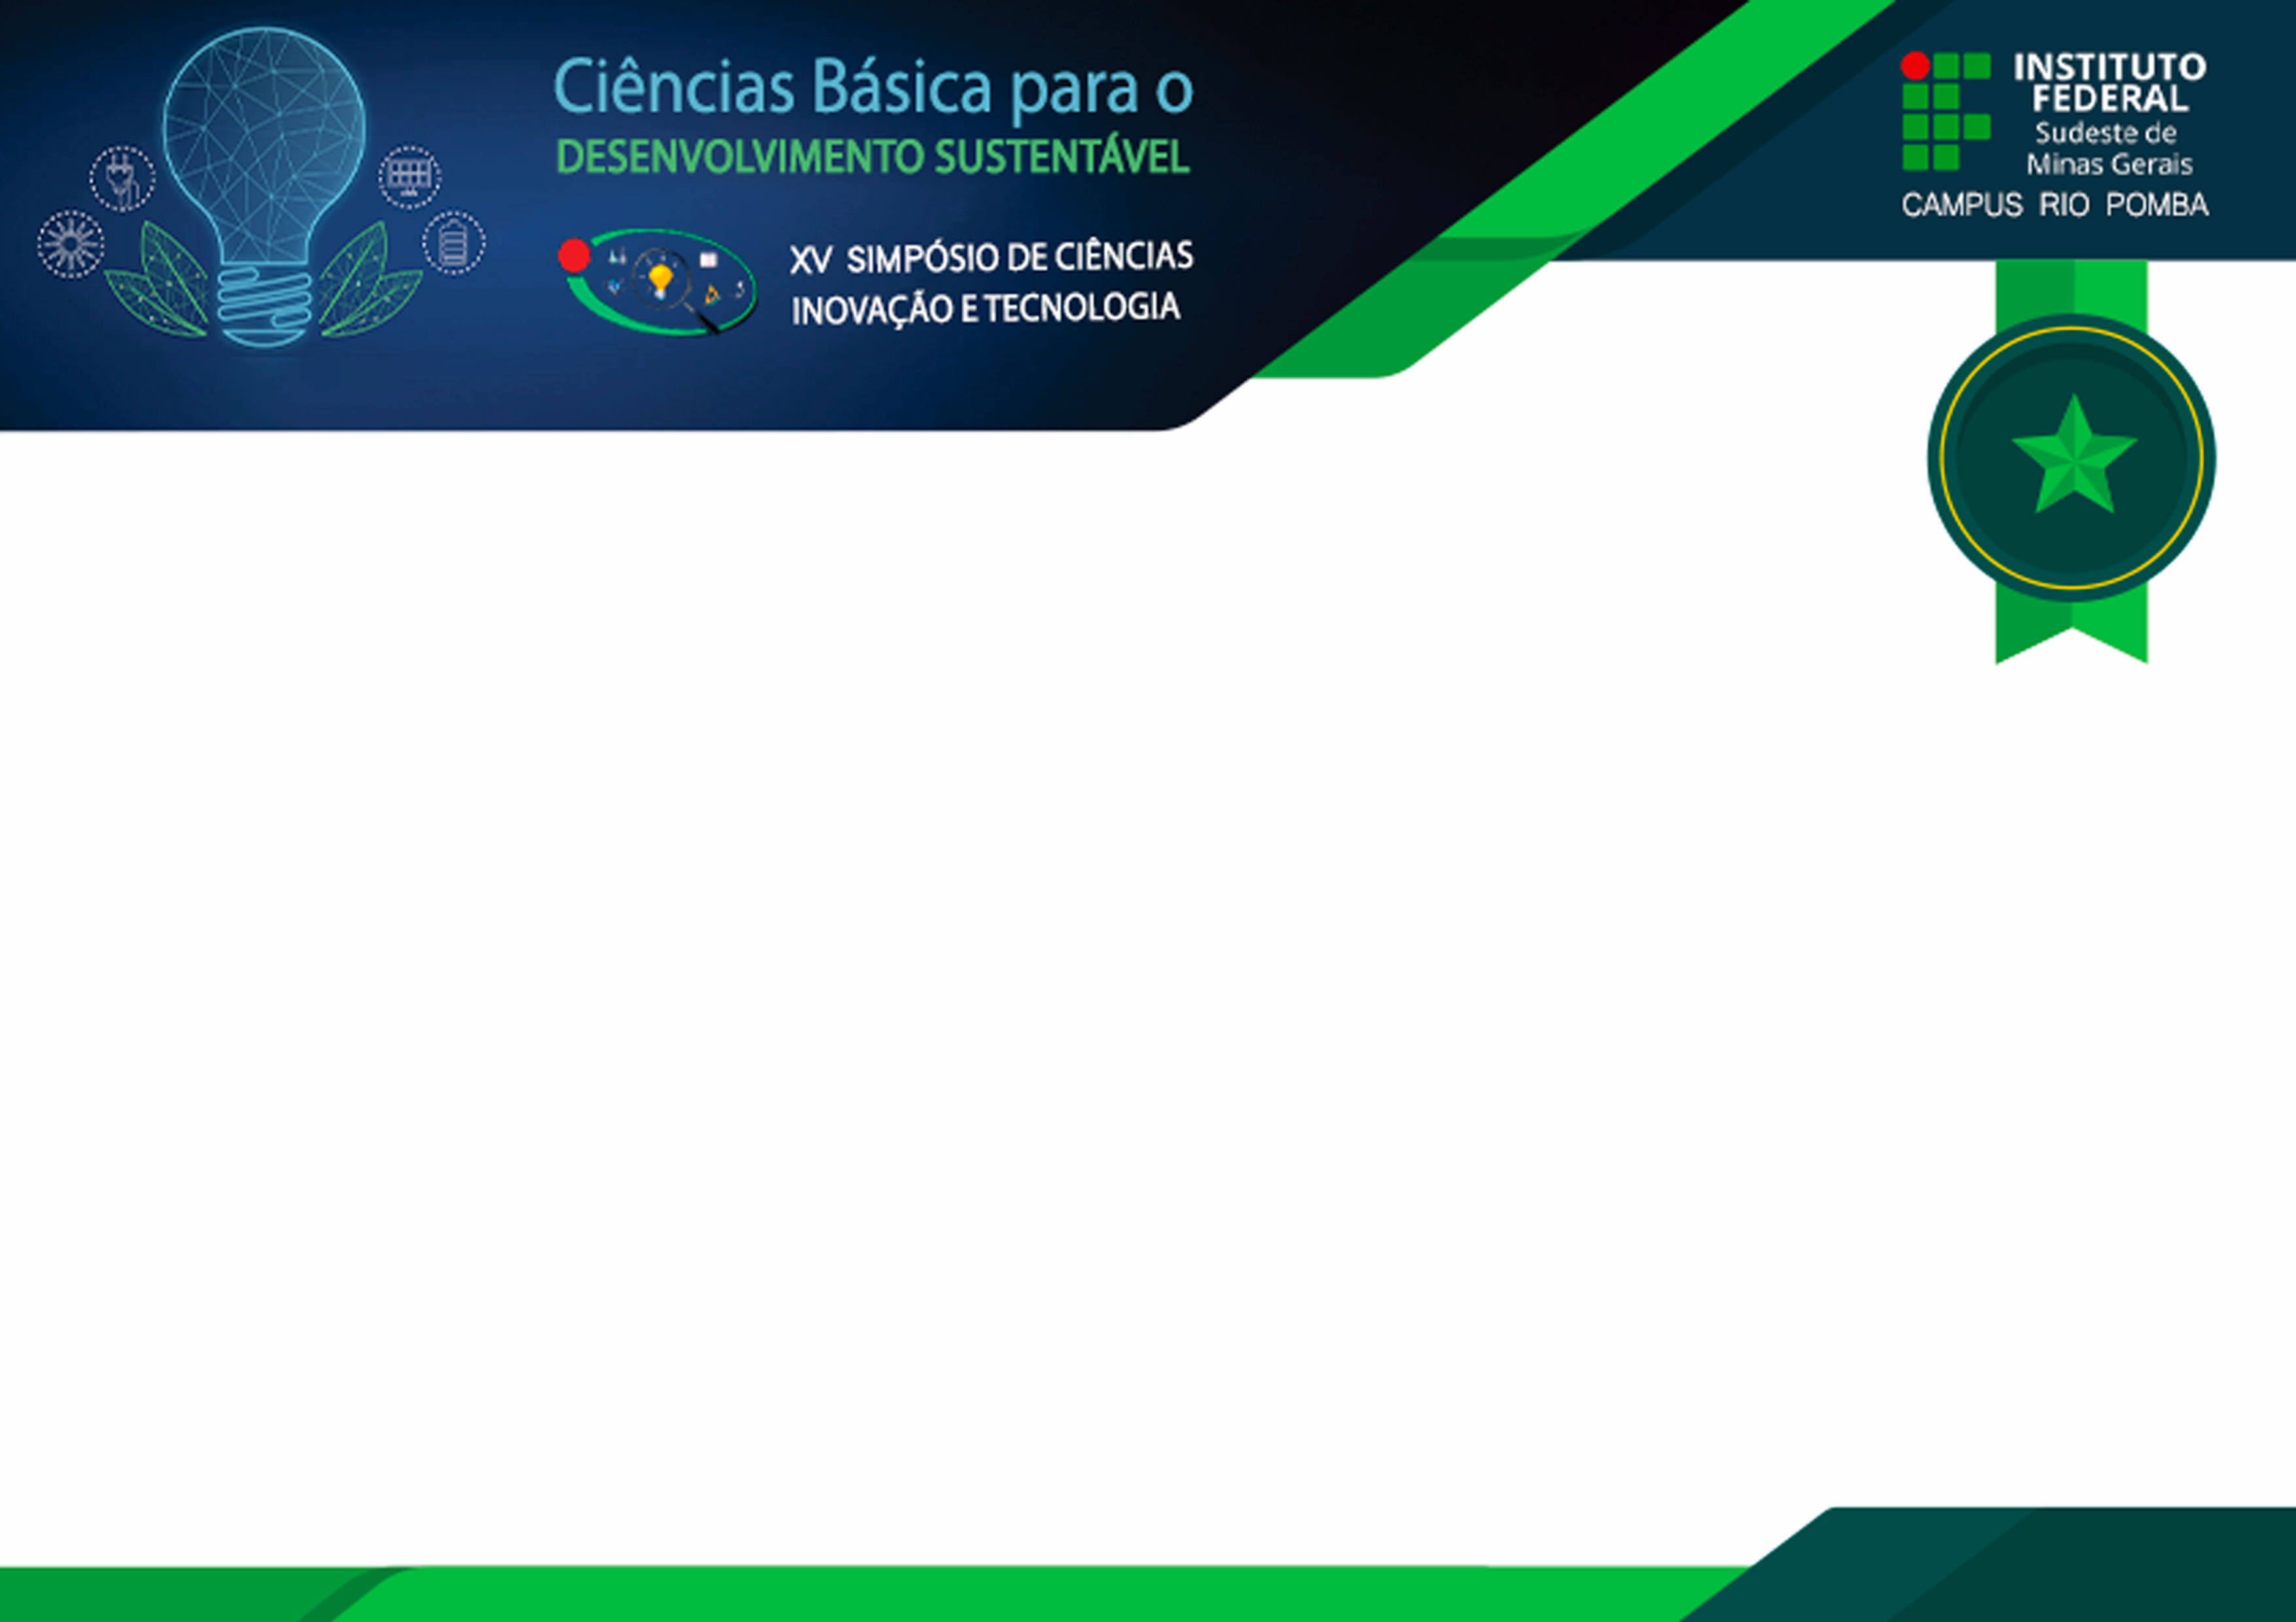 Ciências Básica para o
DESENVOLVIMENTO SUSTENTÁVEL
XV SIMPÓSIO DE CIÊNCIAS
INOVAÇÃO E TECNOLOGIA
INSTITUTO
FEDERAL
Sudeste de
Minas Gerais
CAMPUS RIO POMBA